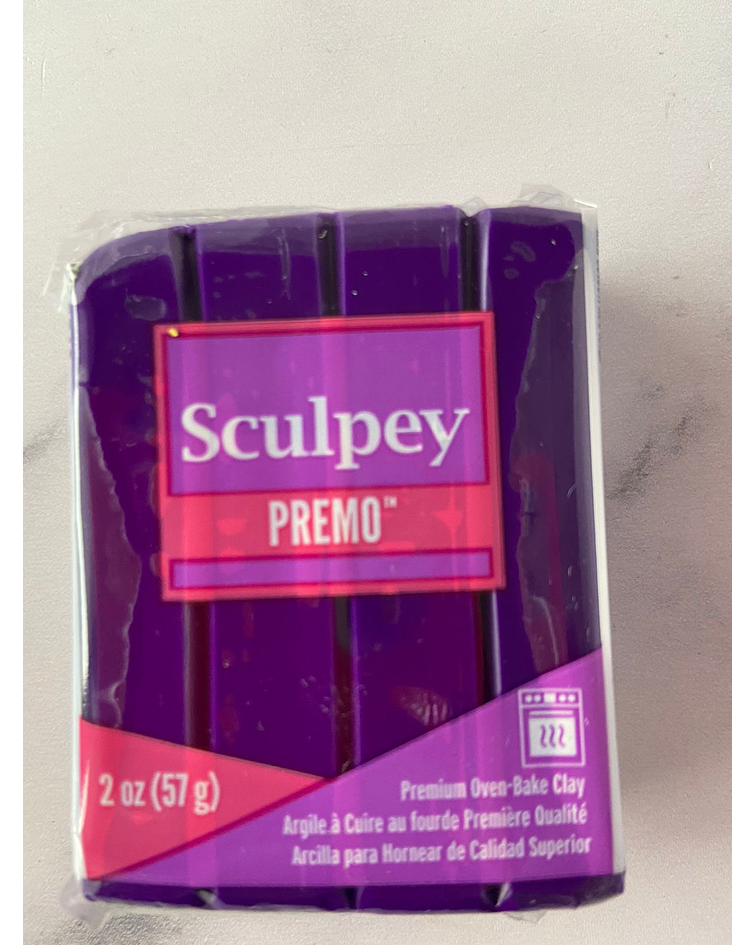 Sculpey
PREMO™
2 oz (57 g)
Premium Oven-Bake Clay
Argile à Cuire au fourde Première Qualité
Arcilla para Hornear de Calidad Superior